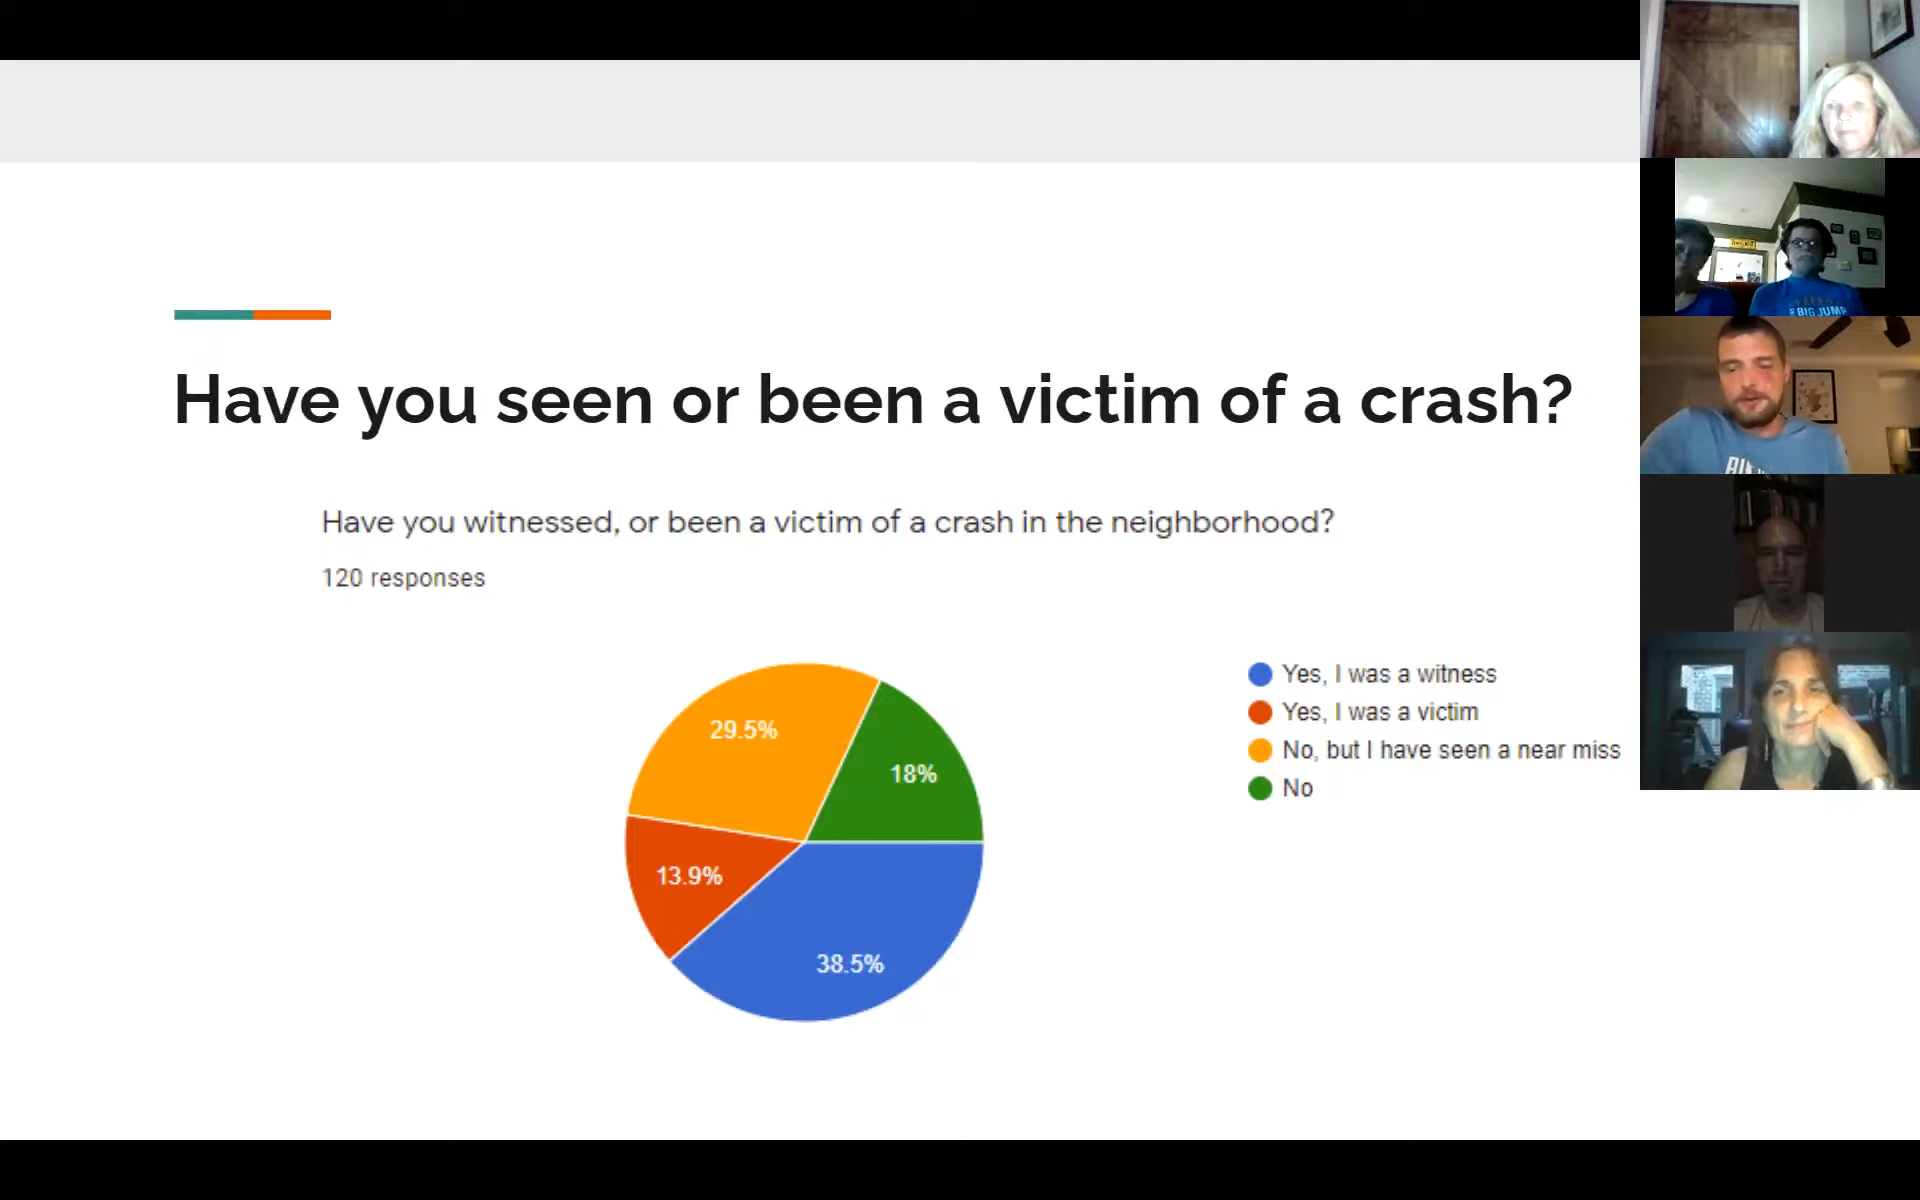 Have you seen or been a victim of a crash?
Have you witnessed, or been a victim of a crash in the neighborhood?
120 responses
29.5%
18%
13.9%
38.5%
Yes, I was a witness
Yes, I was a victim
No, but I have seen a near miss
No
BIG JUMP